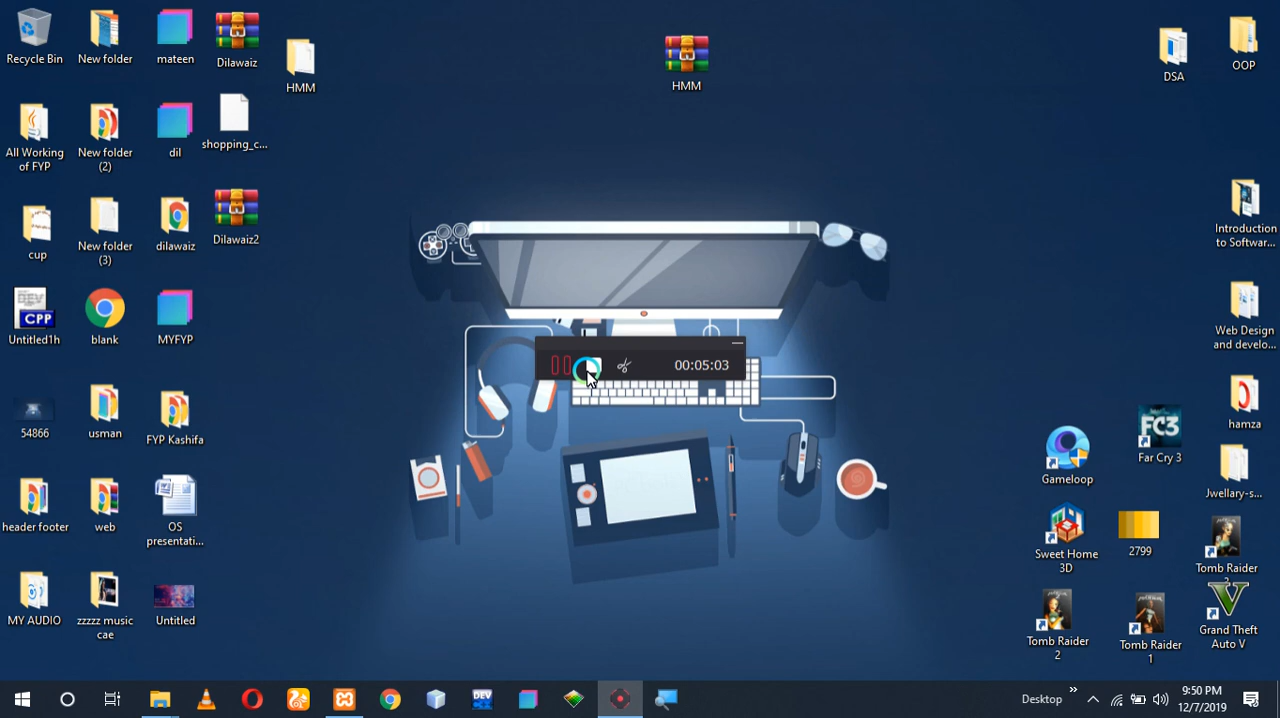 Recycle Bin
New folder
mateen
Dilawaiz
HMM
HMM
DSA
OOP
All Working
of FYP
New folder
(2)
dil
shopping_c...
cup
New folder
(3)
dilawaiz
Dilawaiz2
Introduction
to Softwar...
DEV
CPP
Untitled1h
blank
MYFYP
00:05:03
Web Design
and develo...
54866
usman
FYP Kashifa
Gameloop
FC3
Far Cry 3
hamza
header footer
web
OS
presentati...
Jwellary-s...
Sweet Home
3D
2799
Tomb Raider
MY AUDIO
zzzzz music
cae
Untitled
Tomb Raider
2
Tomb Raider
1
Grand Theft
Auto V
DEV
Desktop
9:50 PM
12/7/2019